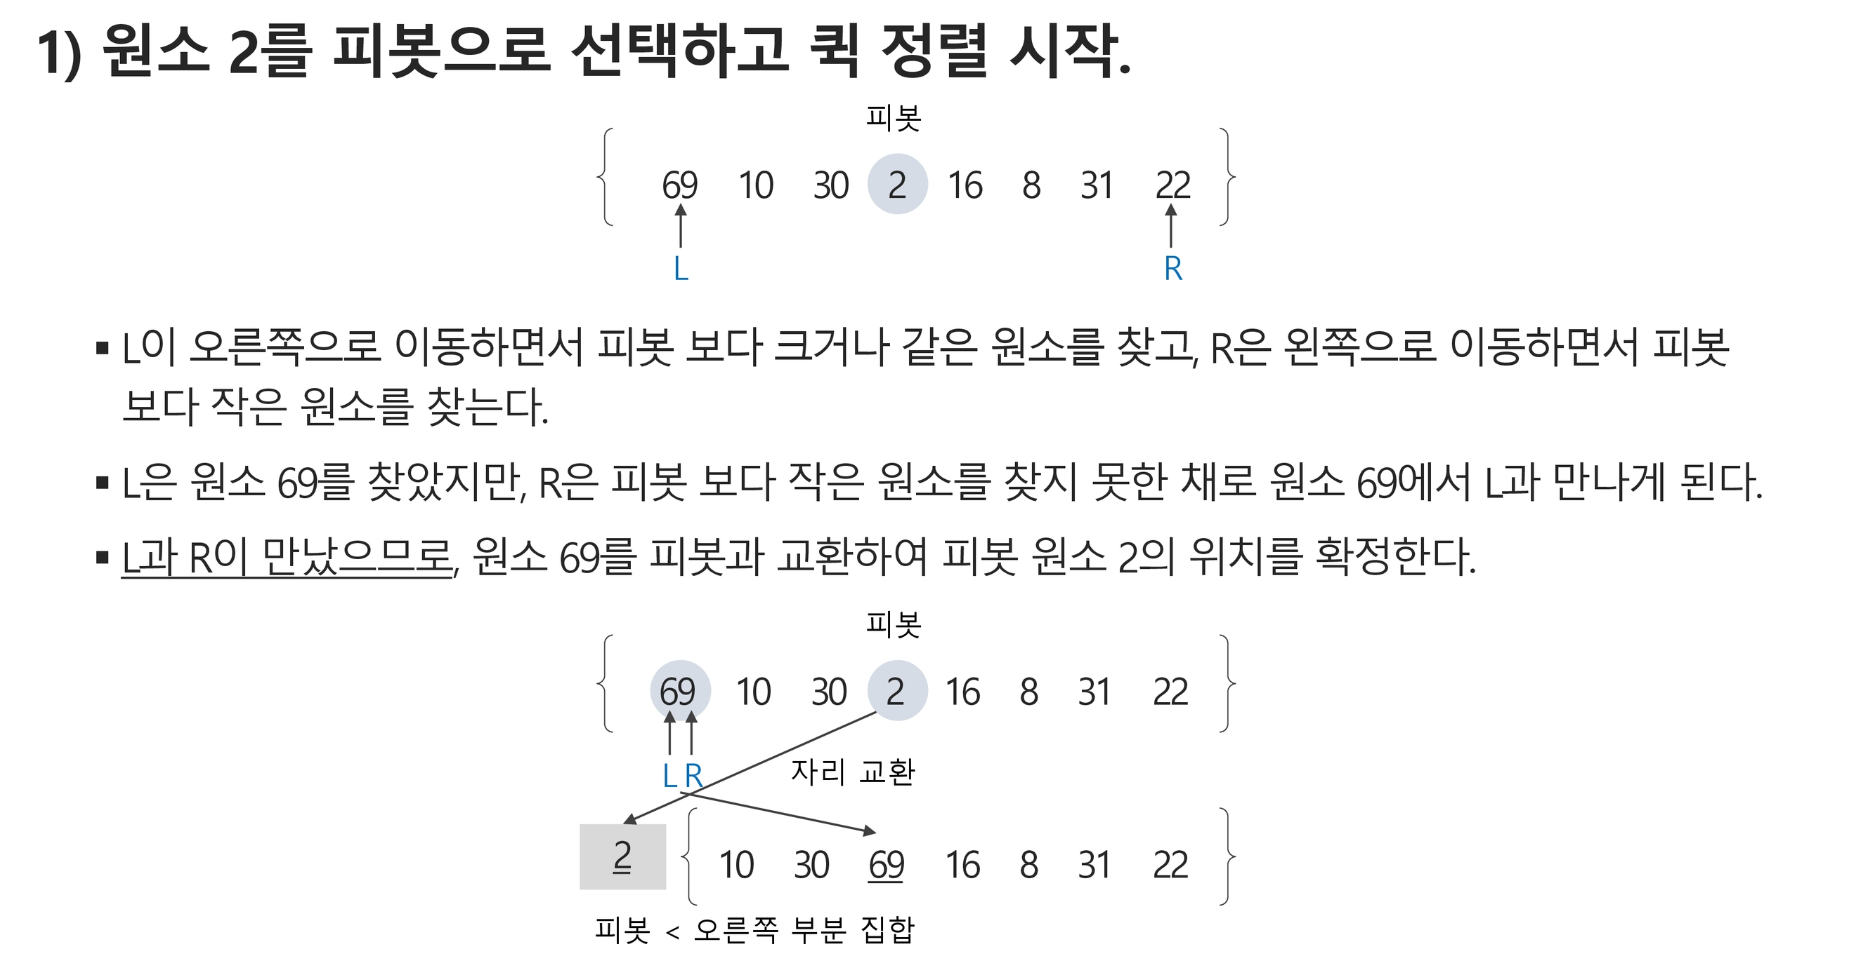 1) 원소 2를 피봇으로 선택하고 퀵 정렬 시작.
피봇
69 10 30 2 16 8 31 22
L R
▪ L이 오른쪽으로 이동하면서 피봇 보다 크거나 같은 원소를 찾고, R은 왼쪽으로 이동하면서 피봇
보다 작은 원소를 찾는다.
▪ L은 원소 69를 찾았지만, R은 피봇 보다 작은 원소를 찾지 못한 채로 원소 69에서 L과 만나게 된다.
▪ L과 R이 만났으므로, 원소 69를 피봇과 교환하여 피봇 원소 2의 위치를 확정한다.
피봇
69 10 30 2 16 8 31 22
L R 자리 교환
2 10 30 69 16 8 31 22
피봇 < 오른쪽 부분 집합